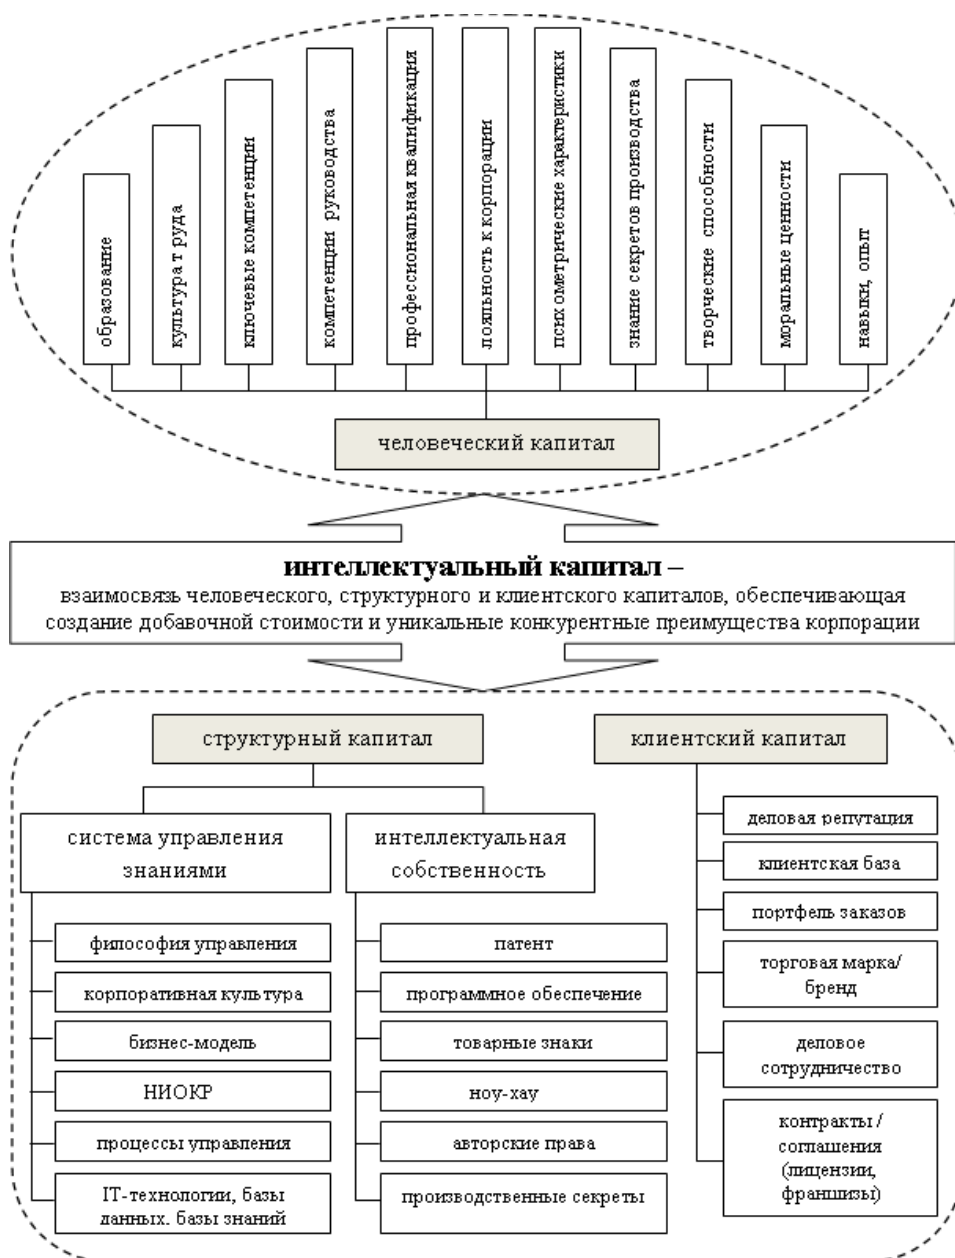 образование
культура т руда
ключевые компетенции
компетенции руководства
профессиональная квалификация
лояльность к корпорации
псих ометрические характеристики
знание секретов производства
творческие способности
моральные ценности
навыки, опыт
человеческий капитал
интеллектуальный капитал –
взаимосвязь человеческого, структурного и клиентского капиталов, обеспечивающая
создание добавочной стоимости и уникальные конкурентные преимущества корпорации
структурный капитал
система управления
знаниями
философия управления
корпоративная культура
бизнес-модель
НИОКР
процессы управления
IT-технологии, базы
данных, базы знаний
интеллектуальная
собственность
патент
программное обеспечение
товарные знаки
ноу-хау
авторские права
производственные секреты
клиентский капитал
деловая репутация
клиентская база
портфель заказов
торговая марка/
бренд
деловое
сотрудничество
контракты /
соглашения
(лицензии,
франшизы)